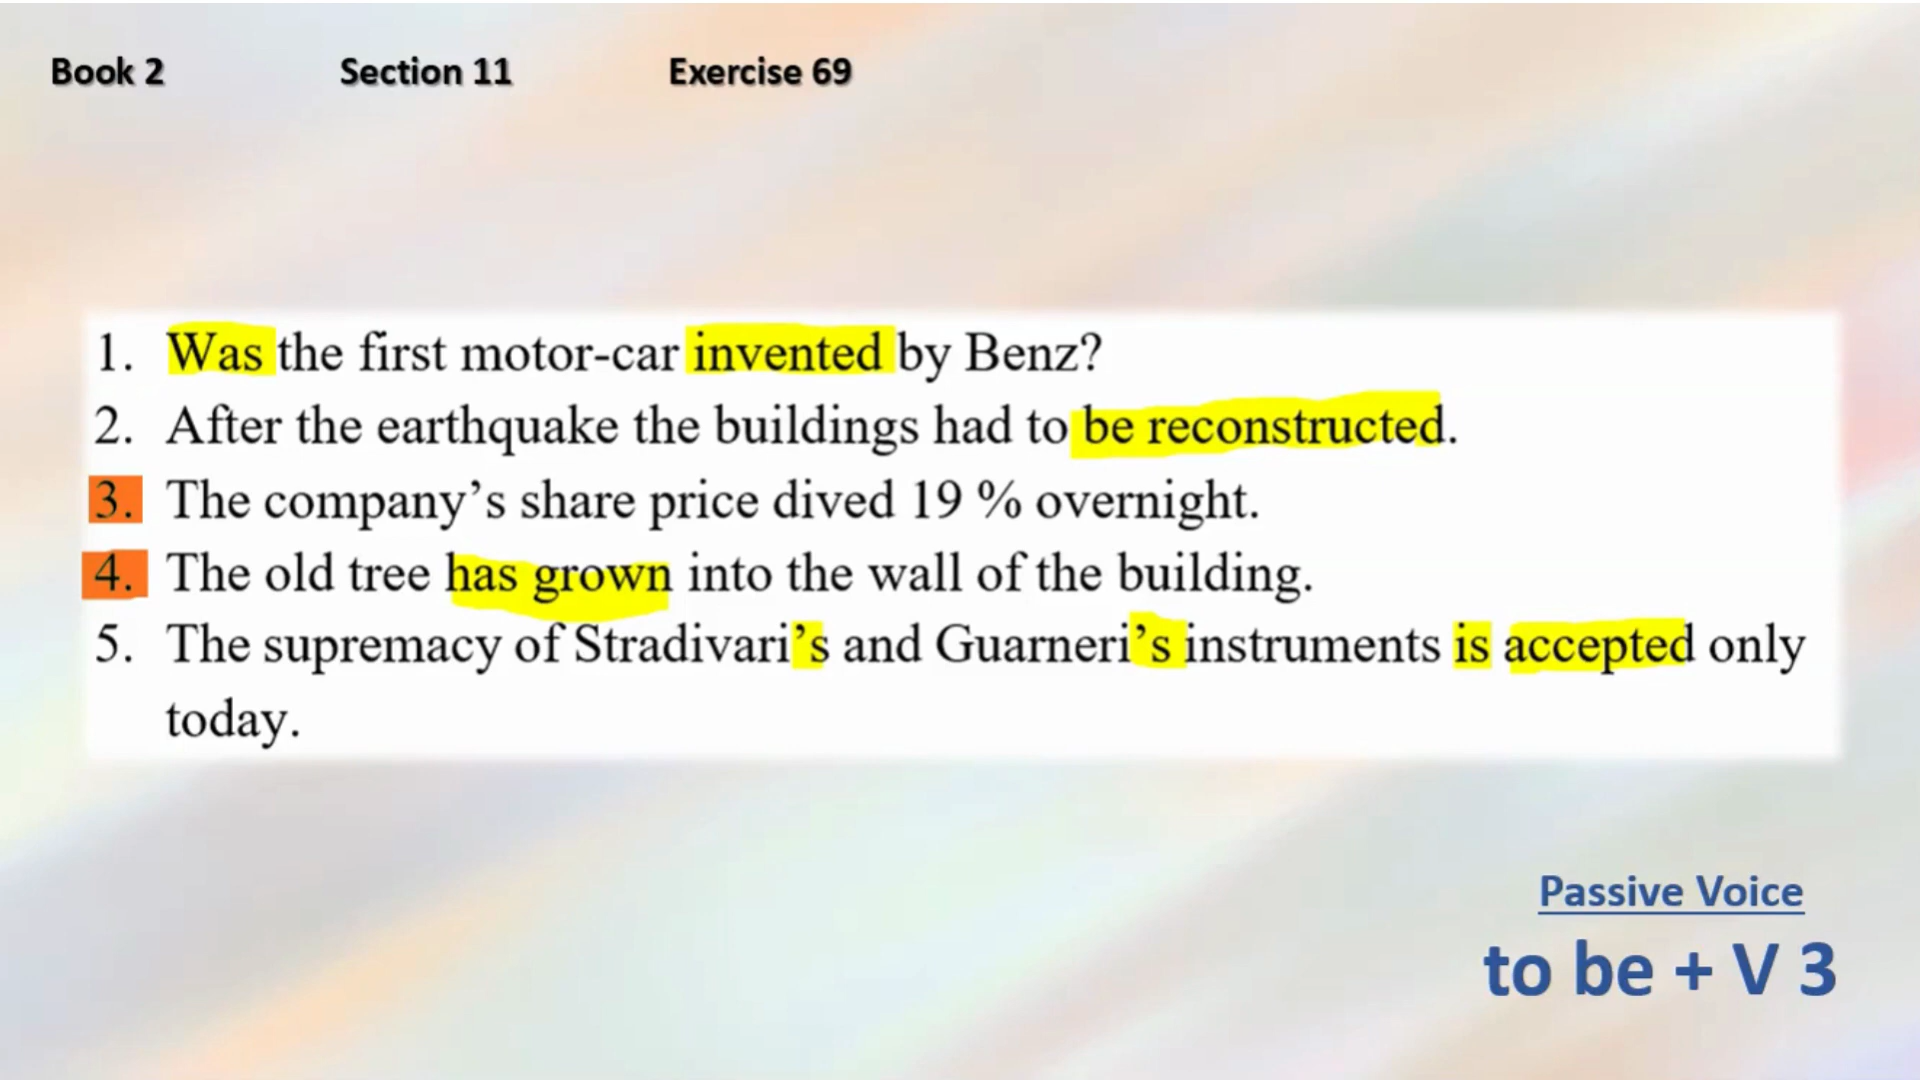 Book 2 Section 11 Exercise 69
1. Was the first motor-car invented by Benz?
2. After the earthquake the buildings had to be reconstructed.
3. The company’s share price dived 19 % overnight.
4. The old tree has grown into the wall of the building.
5. The supremacy of Stradivari’s and Guarneri’s instruments is accepted only
today.
Passive Voice
to be + V 3